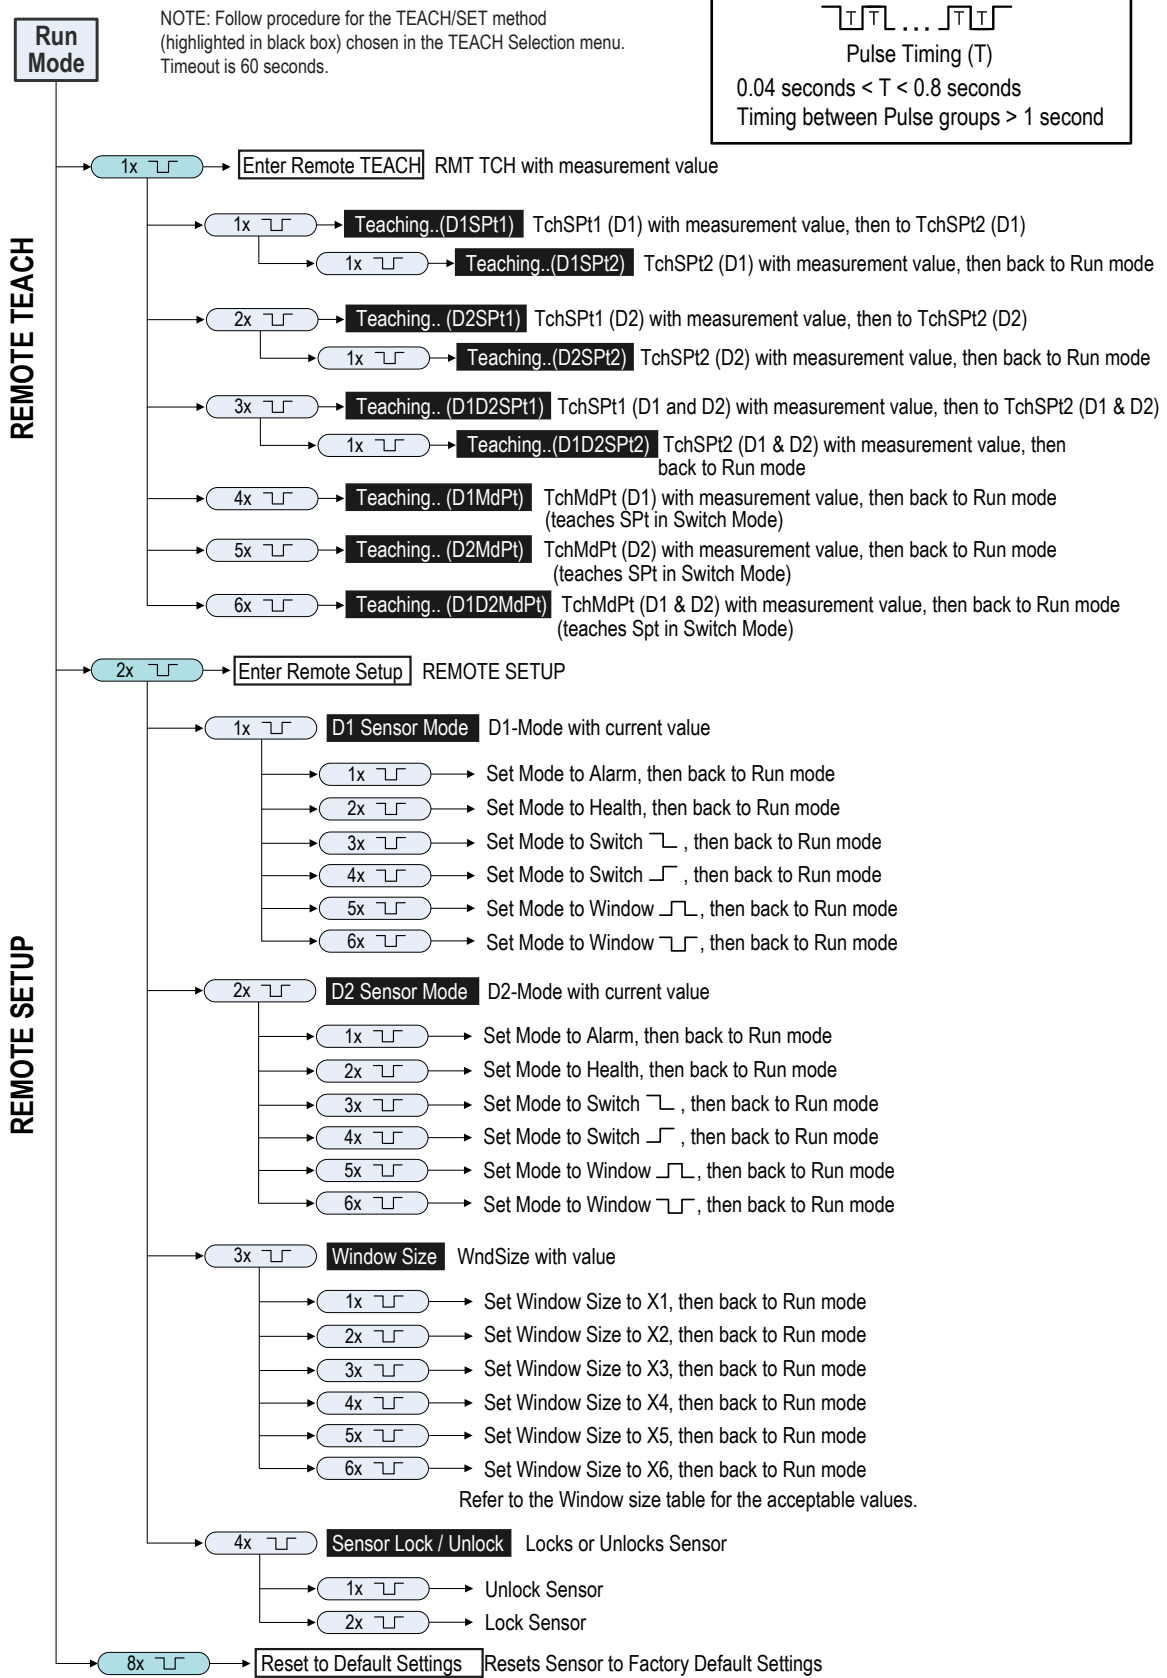 Run
Mode
NOTE: Follow procedure for the TEACH/SET method
(highlighted in black box) chosen in the TEACH Selection menu.
Timeout is 60 seconds.
T T ... T T
Pulse Timing (T)
0.04 seconds < T < 0.8 seconds
Timing between Pulse groups > 1 second
REMOTE TEACH
1x Enter Remote TEACH RMT TCH with measurement value
1x Teaching..(D1SPt1) TchSPt1 (D1) with measurement value, then to TchSPt2 (D1)
1x Teaching..(D1SPt2) TchSPt2 (D1) with measurement value, then back to Run mode
2x Teaching.. (D2SPt1) TchSPt1 (D2) with measurement value, then to TchSPt2 (D2)
1x Teaching..(D2SPt2) TchSPt2 (D2) with measurement value, then back to Run mode
3x Teaching.. (D1D2SPt1) TchSPt1 (D1 and D2) with measurement value, then to TchSPt2 (D1 & D2)
1x Teaching..(D1D2SPt2) TchSPt2 (D1 & D2) with measurement value, then
back to Run mode
4x Teaching.. (D1MdPt) TchMdPt (D1) with measurement value, then back to Run mode
(teaches SPt in Switch Mode)
5x Teaching.. (D2MdPt) TchMdPt (D2) with measurement value, then back to Run mode
(teaches SPt in Switch Mode)
6x Teaching.. (D1D2MdPt) TchMdPt (D1 & D2) with measurement value, then back to Run mode
(teaches Spt in Switch Mode)
REMOTE SETUP
2x Enter Remote Setup REMOTE SETUP
1x D1 Sensor Mode D1-Mode with current value
1x Set Mode to Alarm, then back to Run mode
2x Set Mode to Health, then back to Run mode
3x Set Mode to Switch , then back to Run mode
4x Set Mode to Switch , then back to Run mode
5x Set Mode to Window , then back to Run mode
6x Set Mode to Window , then back to Run mode
2x D2 Sensor Mode D2-Mode with current value
1x Set Mode to Alarm, then back to Run mode
2x Set Mode to Health, then back to Run mode
3x Set Mode to Switch , then back to Run mode
4x Set Mode to Switch , then back to Run mode
5x Set Mode to Window , then back to Run mode
6x Set Mode to Window , then back to Run mode
3x Window Size WndSize with value
1x Set Window Size to X1, then back to Run mode
2x Set Window Size to X2, then back to Run mode
3x Set Window Size to X3, then back to Run mode
4x Set Window Size to X4, then back to Run mode
5x Set Window Size to X5, then back to Run mode
6x Set Window Size to X6, then back to Run mode
Refer to the Window size table for the acceptable values.
4x Sensor Lock / Unlock Locks or Unlocks Sensor
1x Unlock Sensor
2x Lock Sensor
8x Reset to Default Settings Resets Sensor to Factory Default Settings